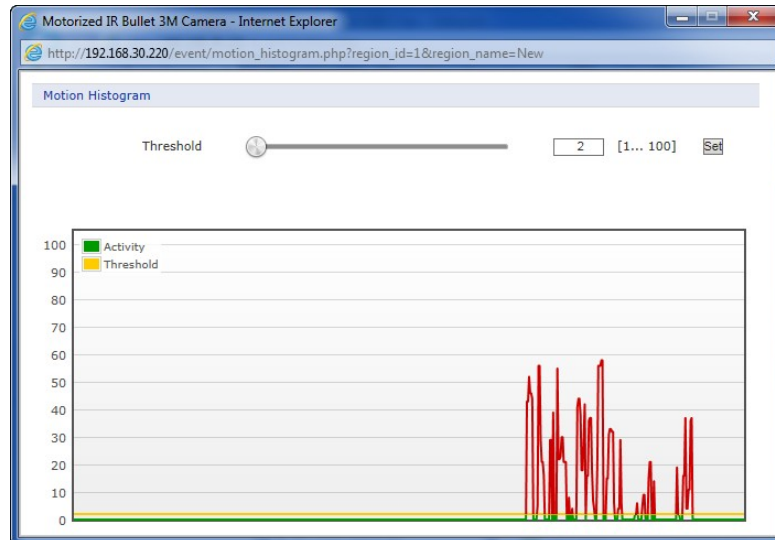 Motorized IR Bullet 3M Camera - Internet Explorer
http://192.168.30.220/event/motion_histogram.php?region_id=1&region_name=New
Motion Histogram
Threshold 2 [1... 100] Set
100
90
80
70
60
50
40
30
20
10
0
Activity
Threshold